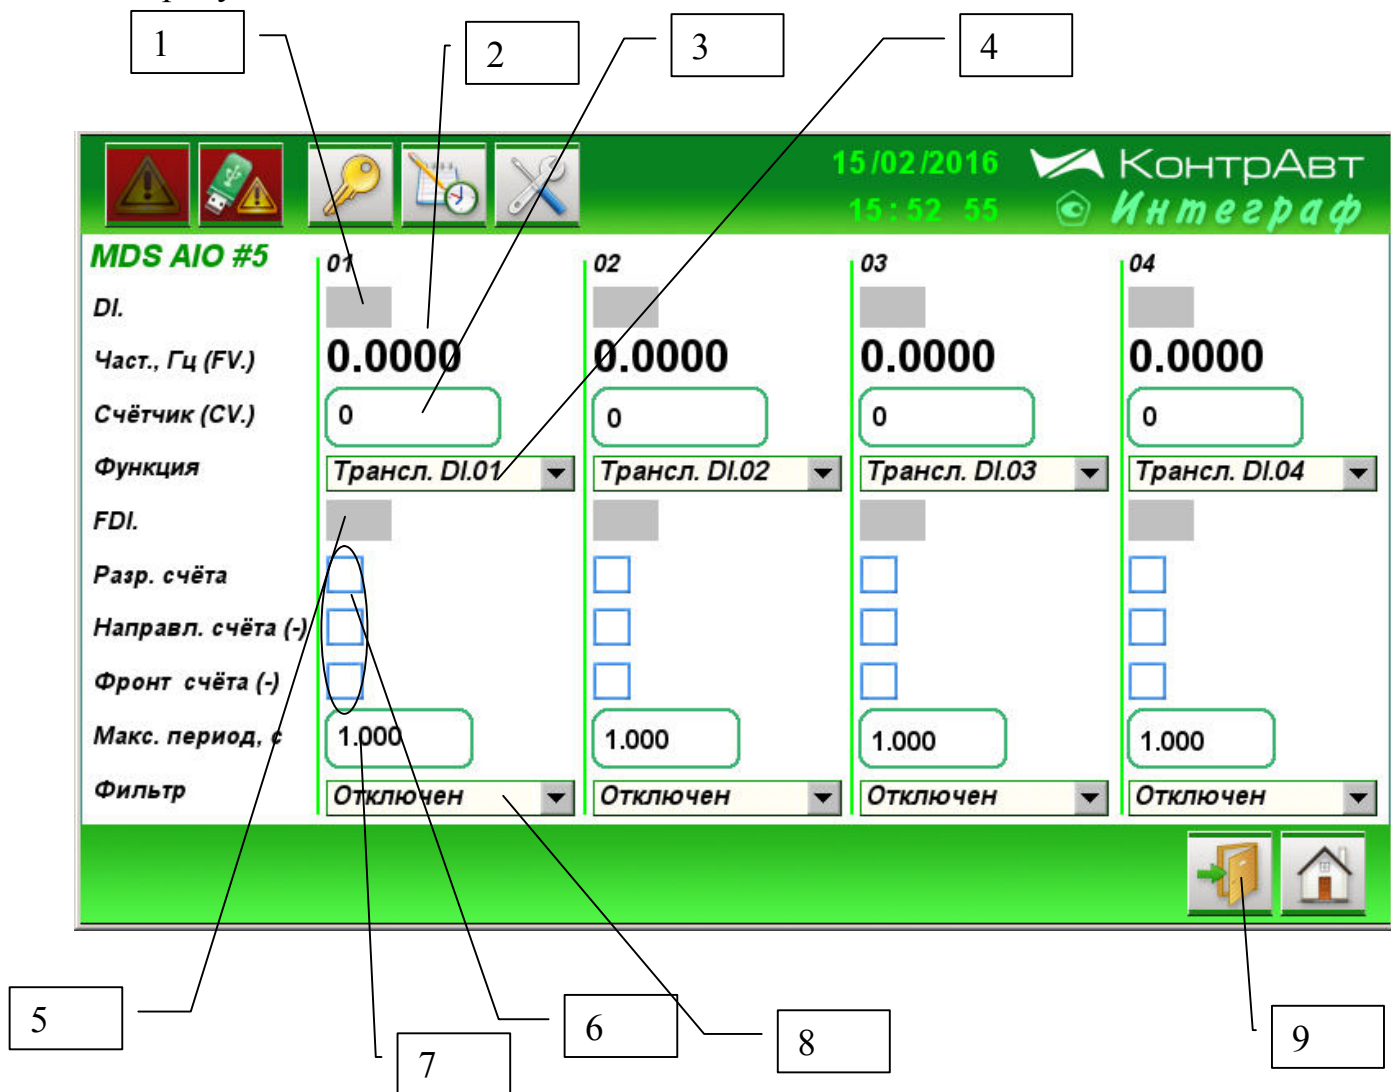 1 2 3 4
15/02/2016 КонтрАвт
15:52 55 Интеграф
MDS AIO #5 01 02 03 04
DI.
Част., Гц (FV.) 0.0000 0.0000 0.0000 0.0000
Счётчик (CV.) 0 0 0 0
Функция Трансл. DI.01 Трансл. DI.02 Трансл. DI.03 Трансл. DI.04
FDI.
Разр. счёта
Направл. счёта (-)
Фронт счёта (-)
Макс. период, с 1.000 1.000 1.000 1.000
Фильтр Отключен Отключен Отключен Отключен
5 6 7 8 9